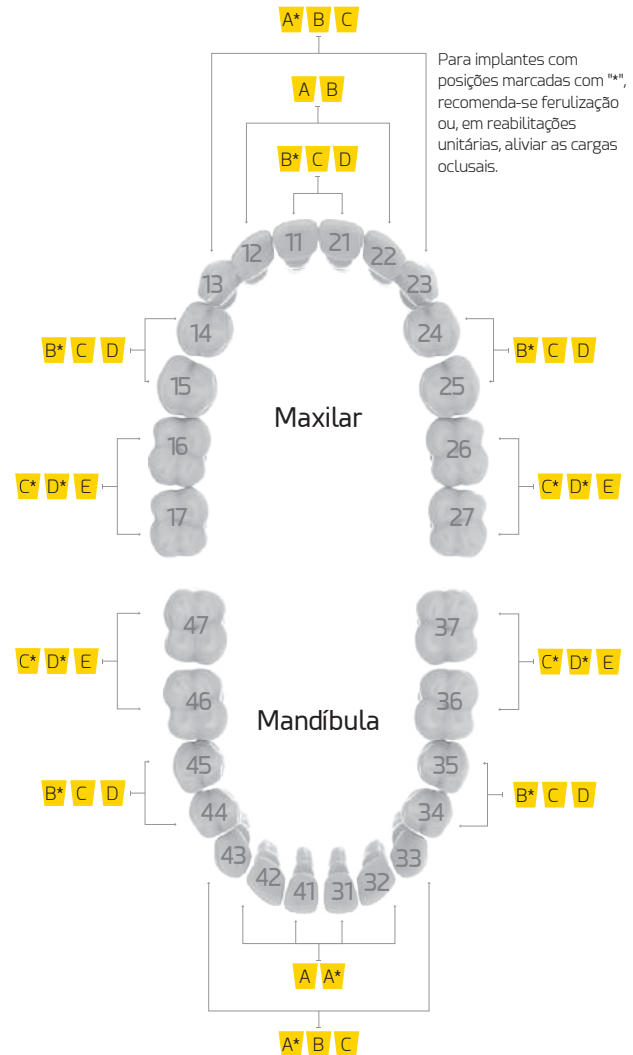 A* B C
Para implantes com
posições marcadas com "*",
recomenda-se ferulização
ou, em reabilitações
unitárias, aliviar as cargas
oclusais.
A B
B* C D
11 21
12 22
13 23
14 24
B* C D B* C D
15 25
Maxilar
16 26
C* D* E C* D* E
17 27
47 37
C* D* E C* D* E
46 36
Mandíbula
45 35
B* C D B* C D
44 34
43 33
42 32
41 31
A A*
A* B C